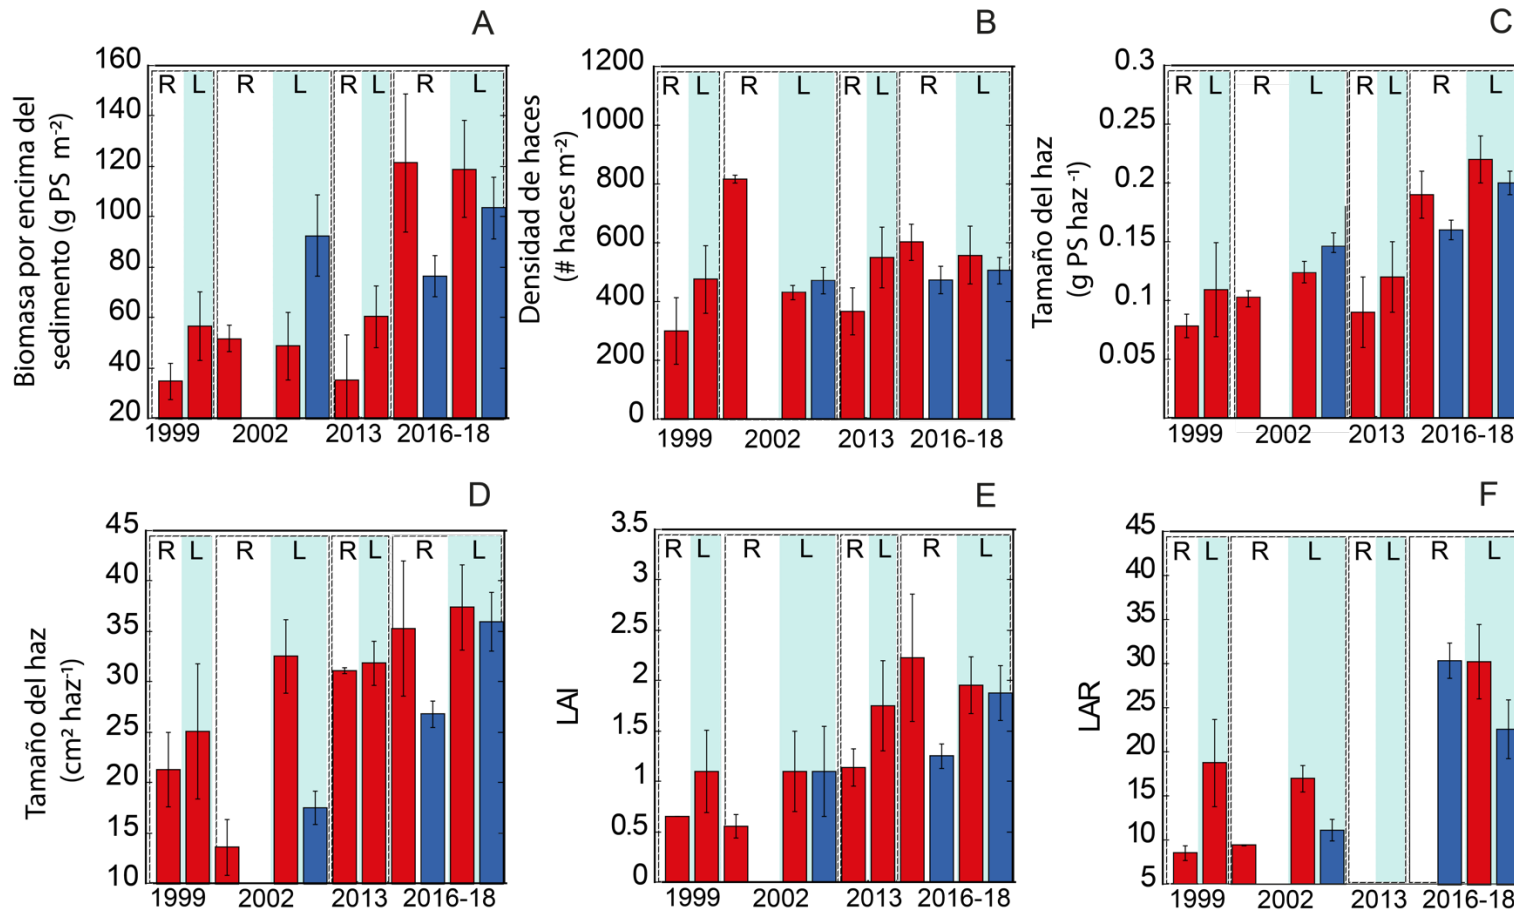 A
Biomasa por encima del
sedimento (g PS m⁻²)
160
140
120
100
80
60
40
20
R L R L R L R L
1999 2002 2013 2016-18
B
Densidad de haces
(# haces m⁻²)
1200
1000
800
600
400
200
0
R L R L R L R L
1999 2002 2013 2016-18
C
Tamaño del haz
(g PS haz ⁻¹)
0.3
0.25
0.2
0.15
0.1
0.05
R L R L R L R L
1999 2002 2013 2016-18
D
Tamaño del haz
(cm² haz⁻¹)
45
40
35
30
25
20
15
10
R L R L R L R L
1999 2002 2013 2016-18
E
LAI
3.5
3
2.5
2
1.5
1
0.5
0
R L R L R L R L
1999 2002 2013 2016-18
F
LAR
45
40
35
30
25
20
15
10
5
R L R L R L R L
1999 2002 2013 2016-18